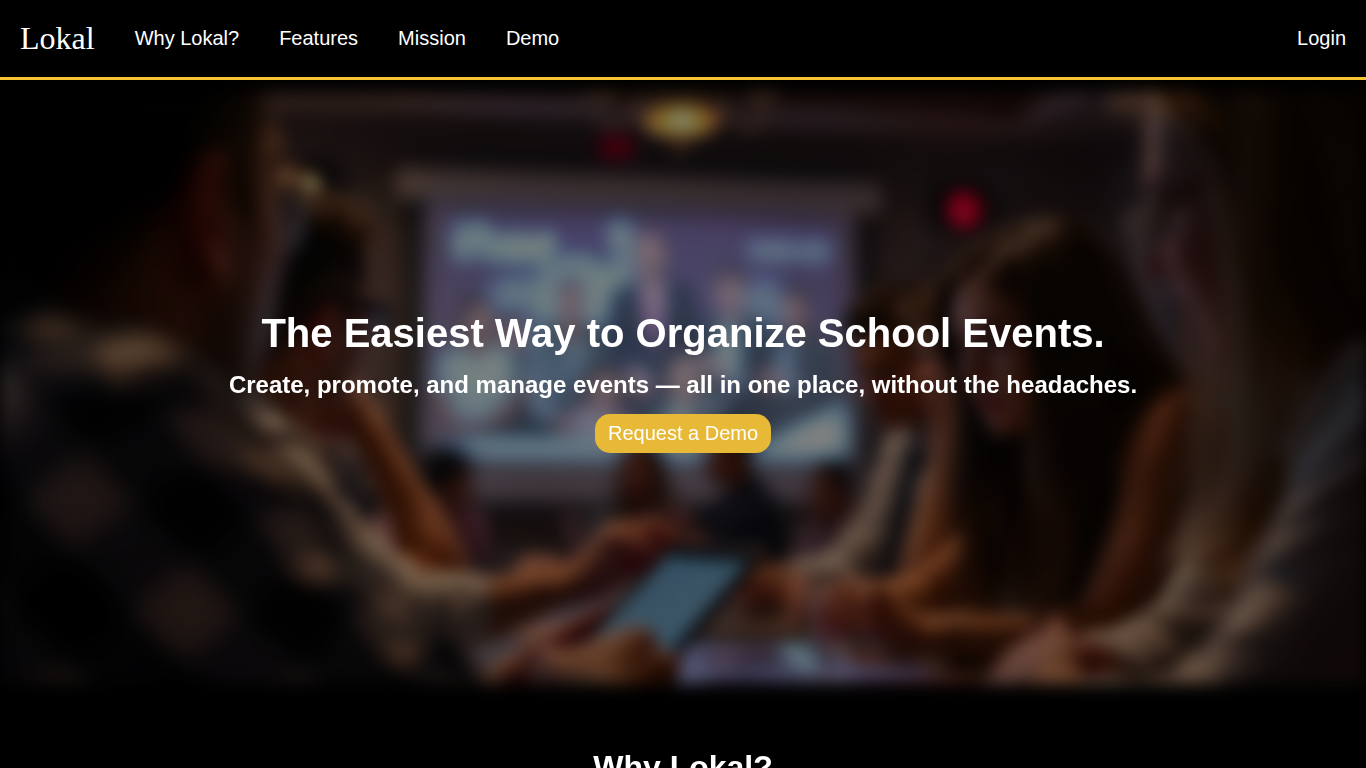 Lokal Why Lokal? Features Mission Demo Login
The Easiest Way to Organize School Events.
Create, promote, and manage events — all in one place, without the headaches.
Request a Demo
Why Lokal?